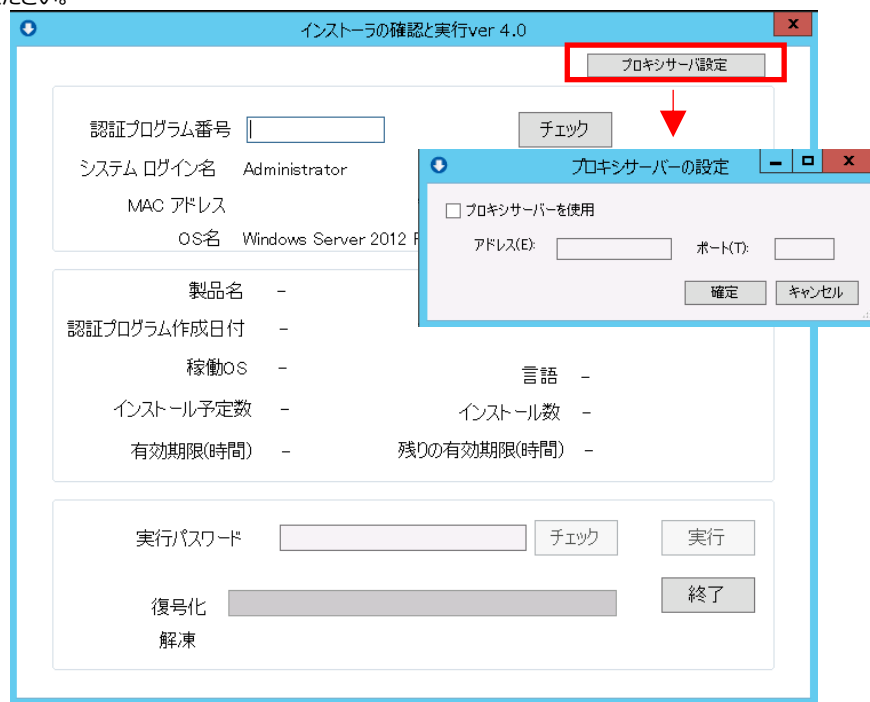 ださい。
インストーラの確認と実行ver 4.0
x
プロキシサーバ設定
認証プログラム番号
チェック
システム ログイン名 Administrator
プロキシサーバーの設定
x
MAC アドレス
プロキシサーバーを使用
OS名 Windows Server 2012
アドレス(E):
ポート(T):
製品名 -
確定
キャンセル
認証プログラム作成日付 -
稼働OS -
言語 -
インストール予定数 -
インストール数 -
有効期限(時間) -
残りの有効期限(時間) -
実行パスワード
チェック
実行
復号化
終了
解凍